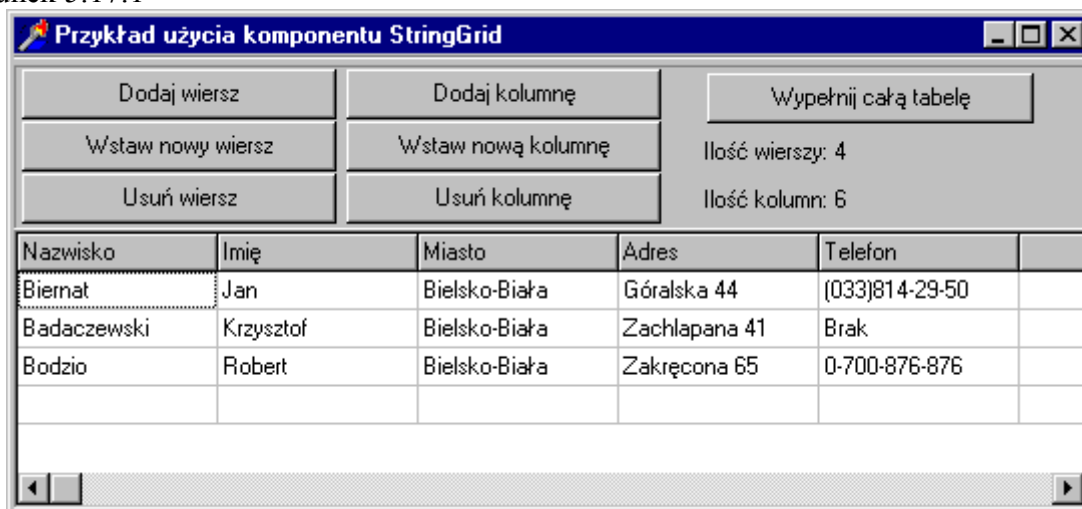 Przykład użycia komponentu StringGrid
Dodaj wiersz Dodaj kolumnę Wypełnij całą tabelę
Wstaw nowy wiersz Wstaw nową kolumnę Ilość wierszy: 4
Usuń wiersz Usuń kolumnę Ilość kolumn: 6
Nazwisko Imię Miasto Adres Telefon
Biernat Jan Bielsko-Biała Góralska 44 (033)814-29-50
Badaczewski Krzysztof Bielsko-Biała Zachlapana 41 Brak
Bodzio Robert Bielsko-Biała Zakręcona 65 0-700-876-876